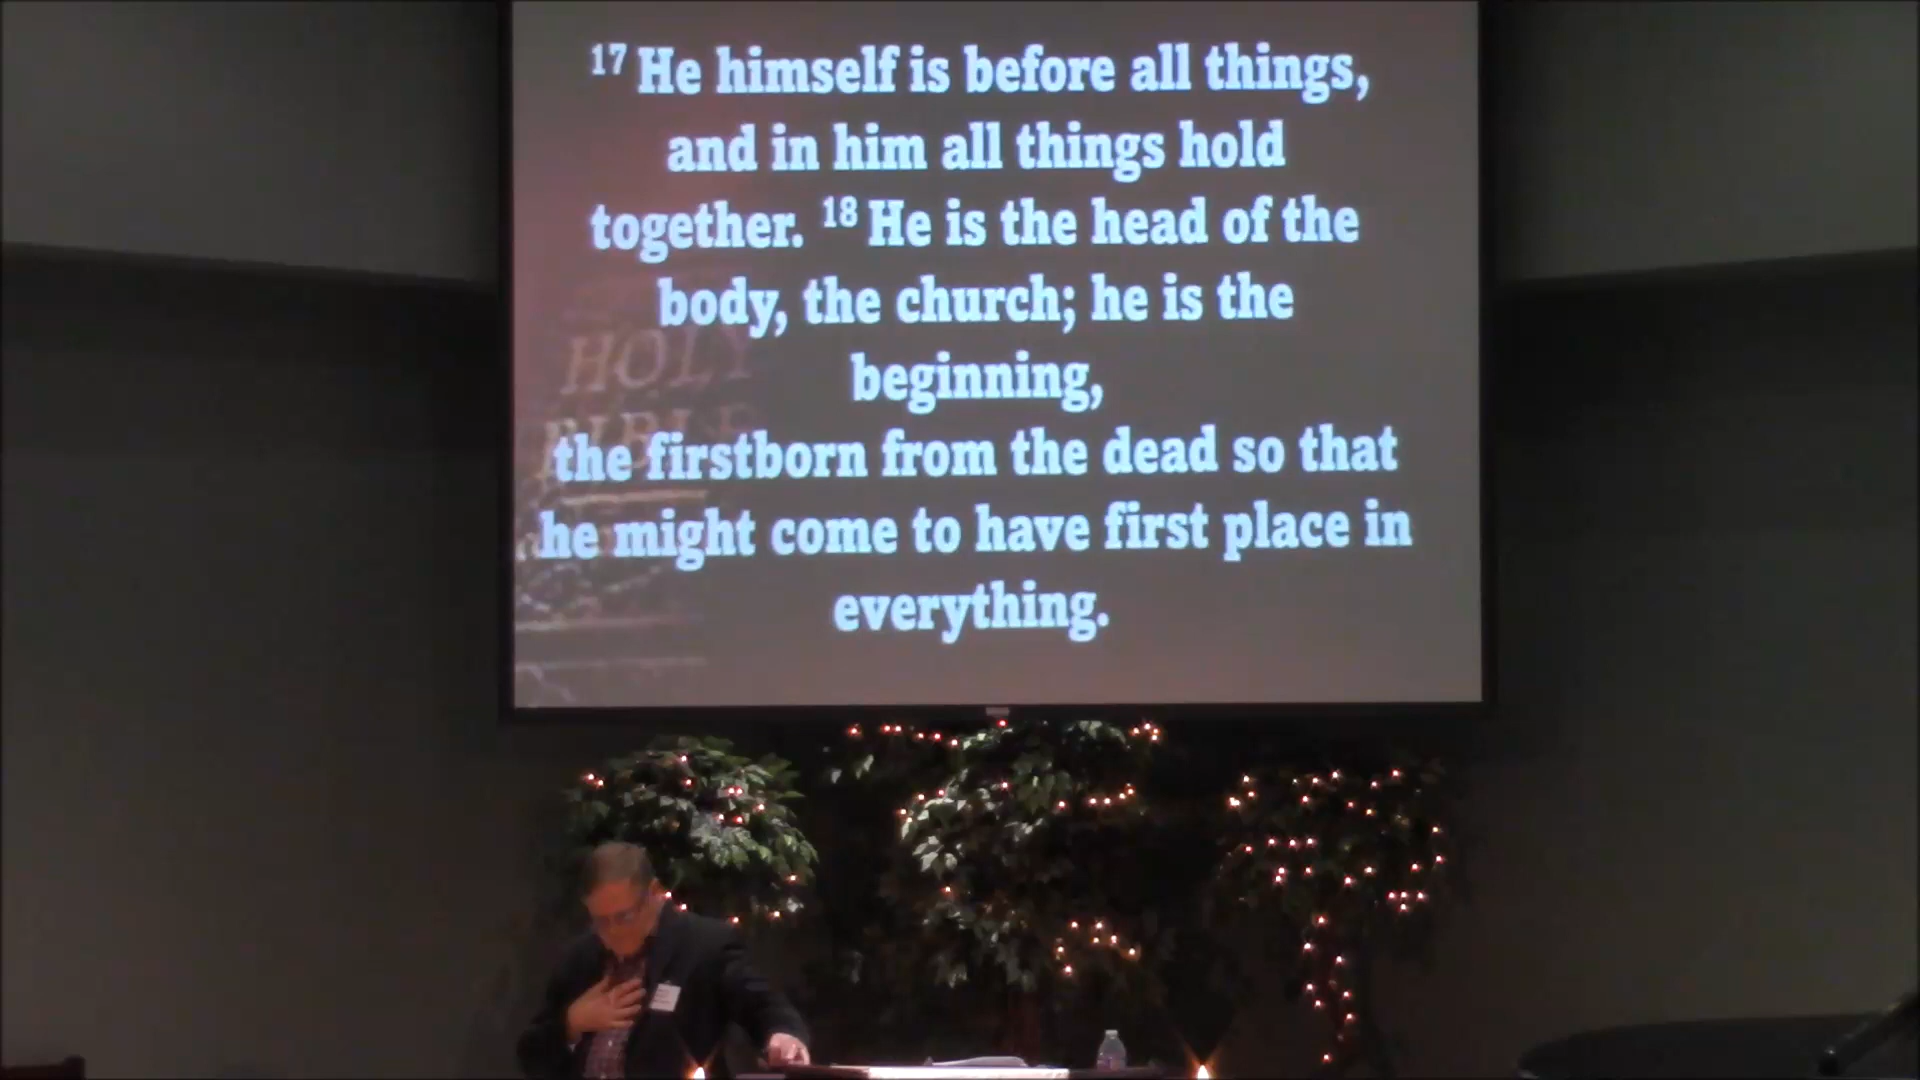 17 He himself is before all things,
and in him all things hold
together. 18 He is the head of the
body, the church; he is the
beginning,
the firstborn from the dead so that
he might come to have first place in
everything.
HOLY
BIBLE